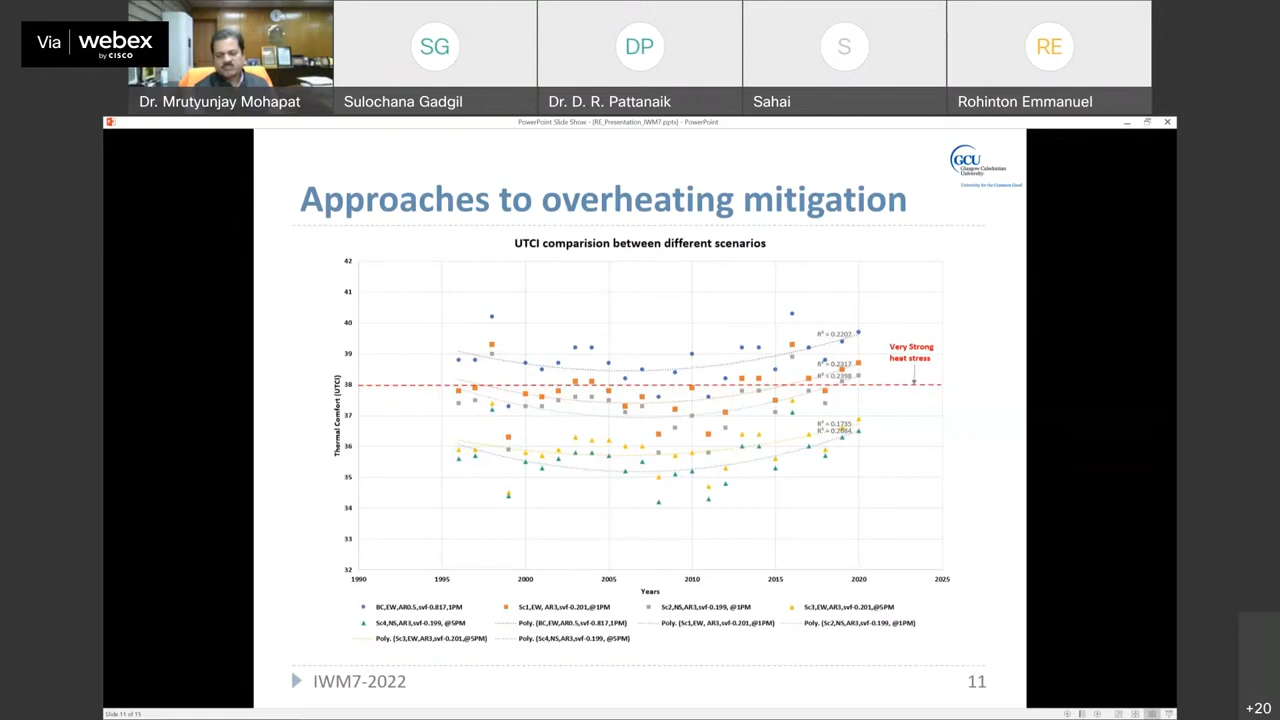 Via webex
by CISCO
SG
DP
S
RE
Dr. Mrutyunjay Mohapat
Sulochana Gadgil
Dr. D. R. Pattanaik
Sahai
Rohinton Emmanuel
PowerPoint Slide Show - [RE_Presentation_IWM7.pptx] - PowerPoint
GCU
Glasgow Caledonian
University
University for the Common Good
Approaches to overheating mitigation
UTCI comparision between different scenarios
Thermal Comfort (UTCI)
42
41
40
39
38
37
36
35
34
33
32
R² = 0.2207
R² = 0.2317
R² = 0.2398
R² = 0.1735
Very Strong
heat stress
1990
1995
2000
2005
2010
2015
2020
2025
Years
BC,EW,AR0.5,svf-0.817,1PM
Sc1,EW, AR3,svf-0.201,@1PM
Sc2,NS,AR3,svf-0.199, @1PM
Sc3,EW,AR3,svf-0.201,@5PM
Sc4,NS,AR3,svf-0.199, @5PM
Poly. (BC,EW,AR0.5,svf-0.817,1PM)
Poly. (Sc1,EW, AR3,svf-0.201,@1PM)
Poly. (Sc2,NS,AR3,svf-0.199, @1PM)
Poly. (Sc3,EW,AR3,svf-0.201,@5PM)
Poly. (Sc4,NS,AR3,svf-0.199, @5PM)
IWM7-2022
11
Slide 11 of 15
+20